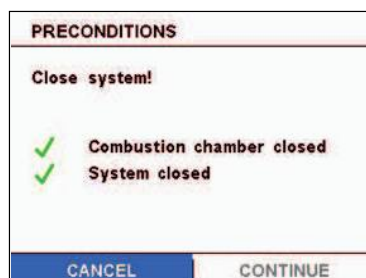 PRECONDITIONS
Close system!
Combustion chamber closed
System closed
CANCEL CONTINUE